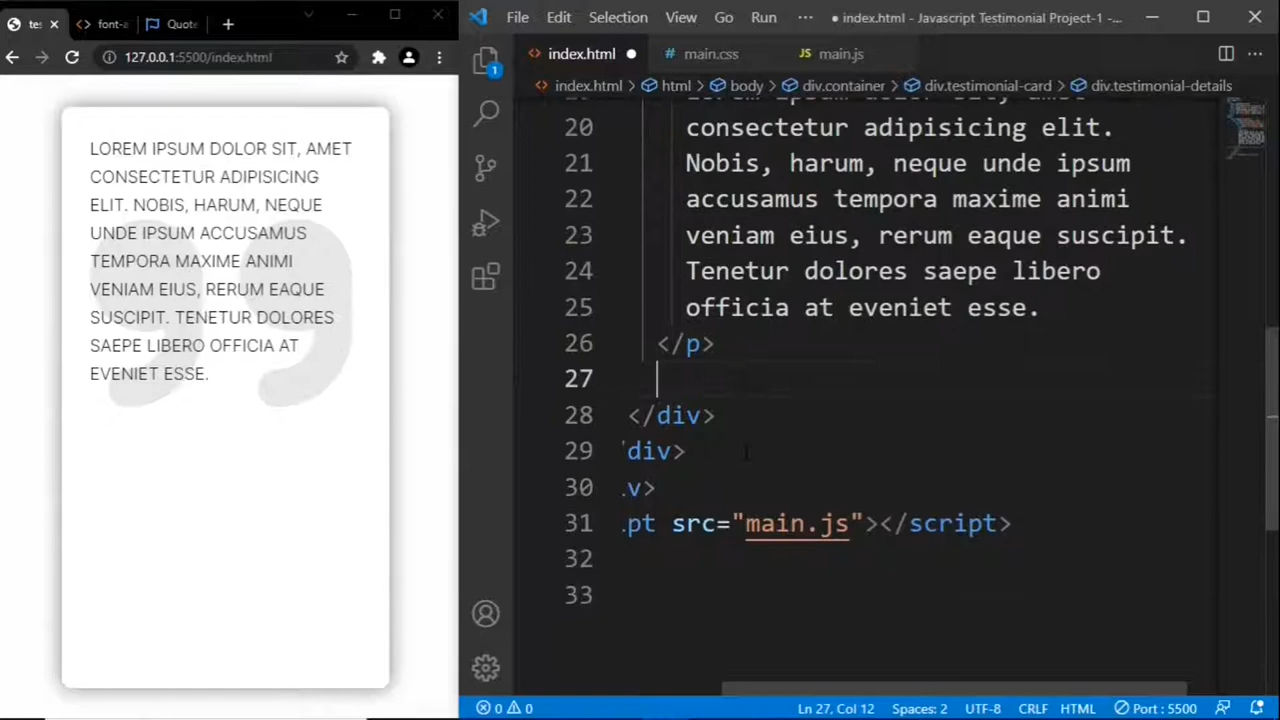 te
font-a
Quote
File Edit Selection View Go Run ··· ● index.html - Javascript Testimonial Project-1 -...
127.0.0.1:5500/index.html
index.html ● # main.css JS main.js
index.html > html > body > div.container > div.testimonial-card > div.testimonial-details
LOREM IPSUM DOLOR SIT, AMET
CONSECTETUR ADIPISICING
ELIT. NOBIS, HARUM, NEQUE
UNDE IPSUM ACCUSAMUS
TEMPORA MAXIME ANIMI
VENIAM EIUS, RERUM EAQUE
SUSCIPIT. TENETUR DOLORES
SAEPE LIBERO OFFICIA AT
EVENIET ESSE.
1
20 consectetur adipisicing elit.
21 Nobis, harum, neque unde ipsum
22 accusamus tempora maxime animi
23 veniam eius, rerum eaque suscipit.
24 Tenetur dolores saepe libero
25 officia at eveniet esse.
26 </p>
27
28 </div>
29 div>
30 v>
31 pt src="main.js"></script>
32
33
0 0 Ln 27, Col 12 Spaces: 2 UTF-8 CRLF HTML Port : 5500